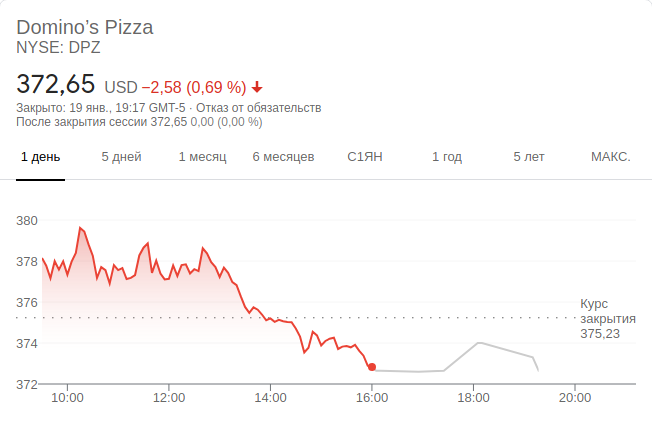 Domino’s Pizza
NYSE: DPZ
372,65 USD −2,58 (0,69 %)
Закрыто: 19 янв., 19:17 GMT-5 · Отказ от обязательств
После закрытия сессии 372,65 0,00 (0,00 %)
1 день 5 дней 1 месяц 6 месяцев С1ЯН 1 год 5 лет МАКС.
380
378
376
Курс
закрытия
375,23
374
372
10:00 12:00 14:00 16:00 18:00 20:00